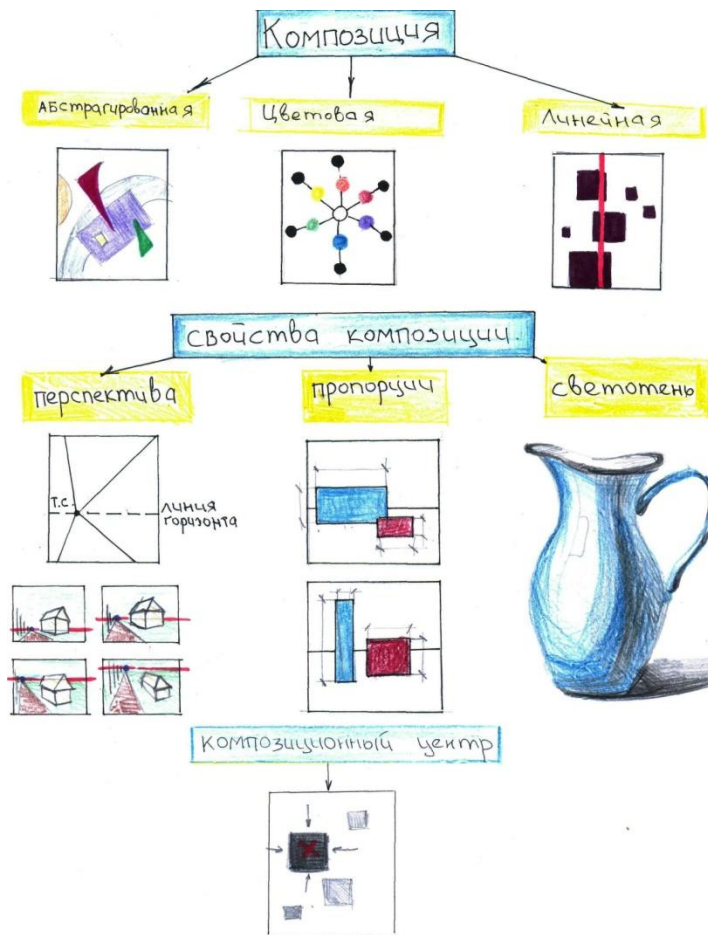 Композиция
Абстрагированная
Цветовая
Линейная
свойства композиции.
перспектива
пропорции
светотень
т.с.
линия
горизонта
композиционный центр